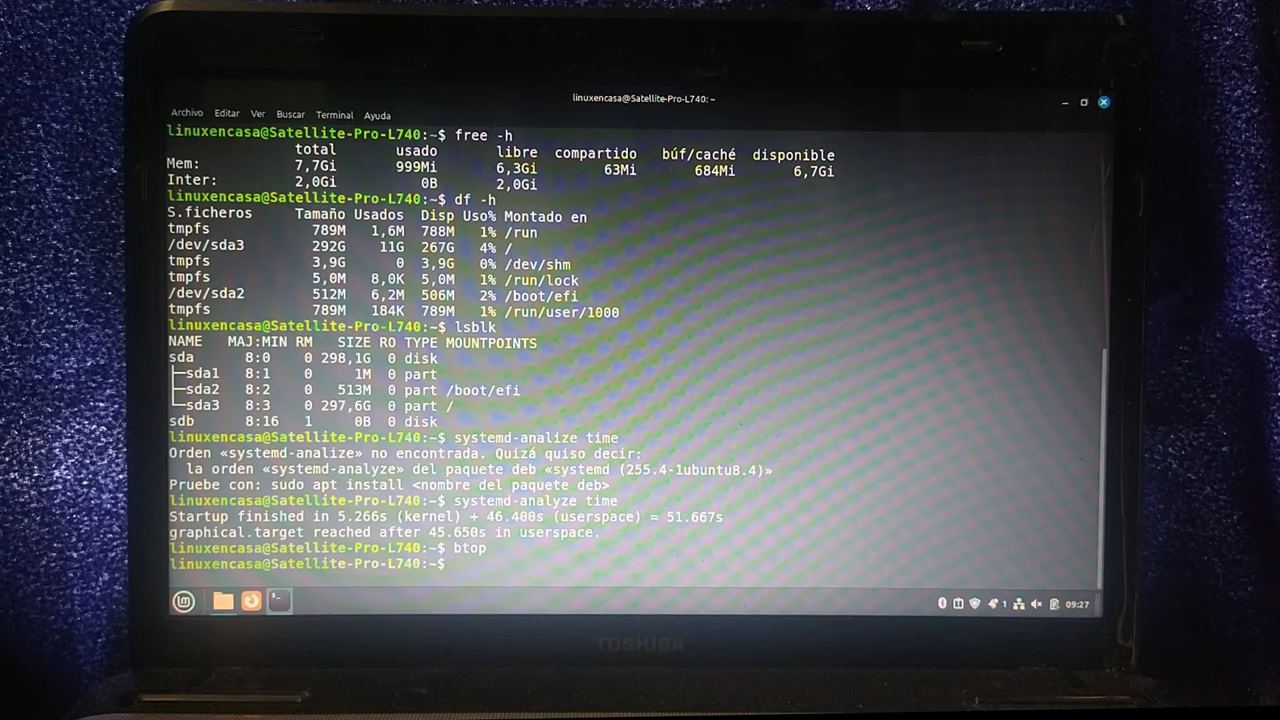 linuxencasa@Satellite-Pro-L740: ~
Archivo Editar Ver Buscar Terminal Ayuda
linuxencasa@Satellite-Pro-L740:~$ free -h
total usado libre compartido búf/caché disponible
Mem: 7,7Gi 999Mi 6,3Gi 63Mi 684Mi 6,7Gi
Inter: 2,0Gi 0B 2,0Gi
linuxencasa@Satellite-Pro-L740:~$ df -h
S.ficheros Tamaño Usados Disp Uso% Montado en
tmpfs 789M 1,6M 788M 1% /run
/dev/sda3 292G 11G 267G 4% /
tmpfs 3,9G 0 3,9G 0% /dev/shm
tmpfs 5,0M 8,0K 5,0M 1% /run/lock
/dev/sda2 512M 6,2M 506M 2% /boot/efi
tmpfs 789M 184K 789M 1% /run/user/1000
linuxencasa@Satellite-Pro-L740:~$ lsblk
NAME MAJ:MIN RM SIZE RO TYPE MOUNTPOINTS
sda 8:0 0 298,1G 0 disk
├─sda1 8:1 0 1M 0 part
├─sda2 8:2 0 513M 0 part /boot/efi
└─sda3 8:3 0 297,6G 0 part /
sdb 8:16 1 0B 0 disk
linuxencasa@Satellite-Pro-L740:~$ systemd-analize time
Orden «systemd-analize» no encontrada. Quizá quiso decir:
la orden «systemd-analyze» del paquete deb «systemd (255.4-1ubuntu8.4)»
Pruebe con: sudo apt install <nombre del paquete deb>
linuxencasa@Satellite-Pro-L740:~$ systemd-analyze time
Startup finished in 5.266s (kernel) + 46.400s (userspace) = 51.667s
graphical.target reached after 45.650s in userspace.
linuxencasa@Satellite-Pro-L740:~$ btop
linuxencasa@Satellite-Pro-L740:~$
1 09:27
TOSHIBA